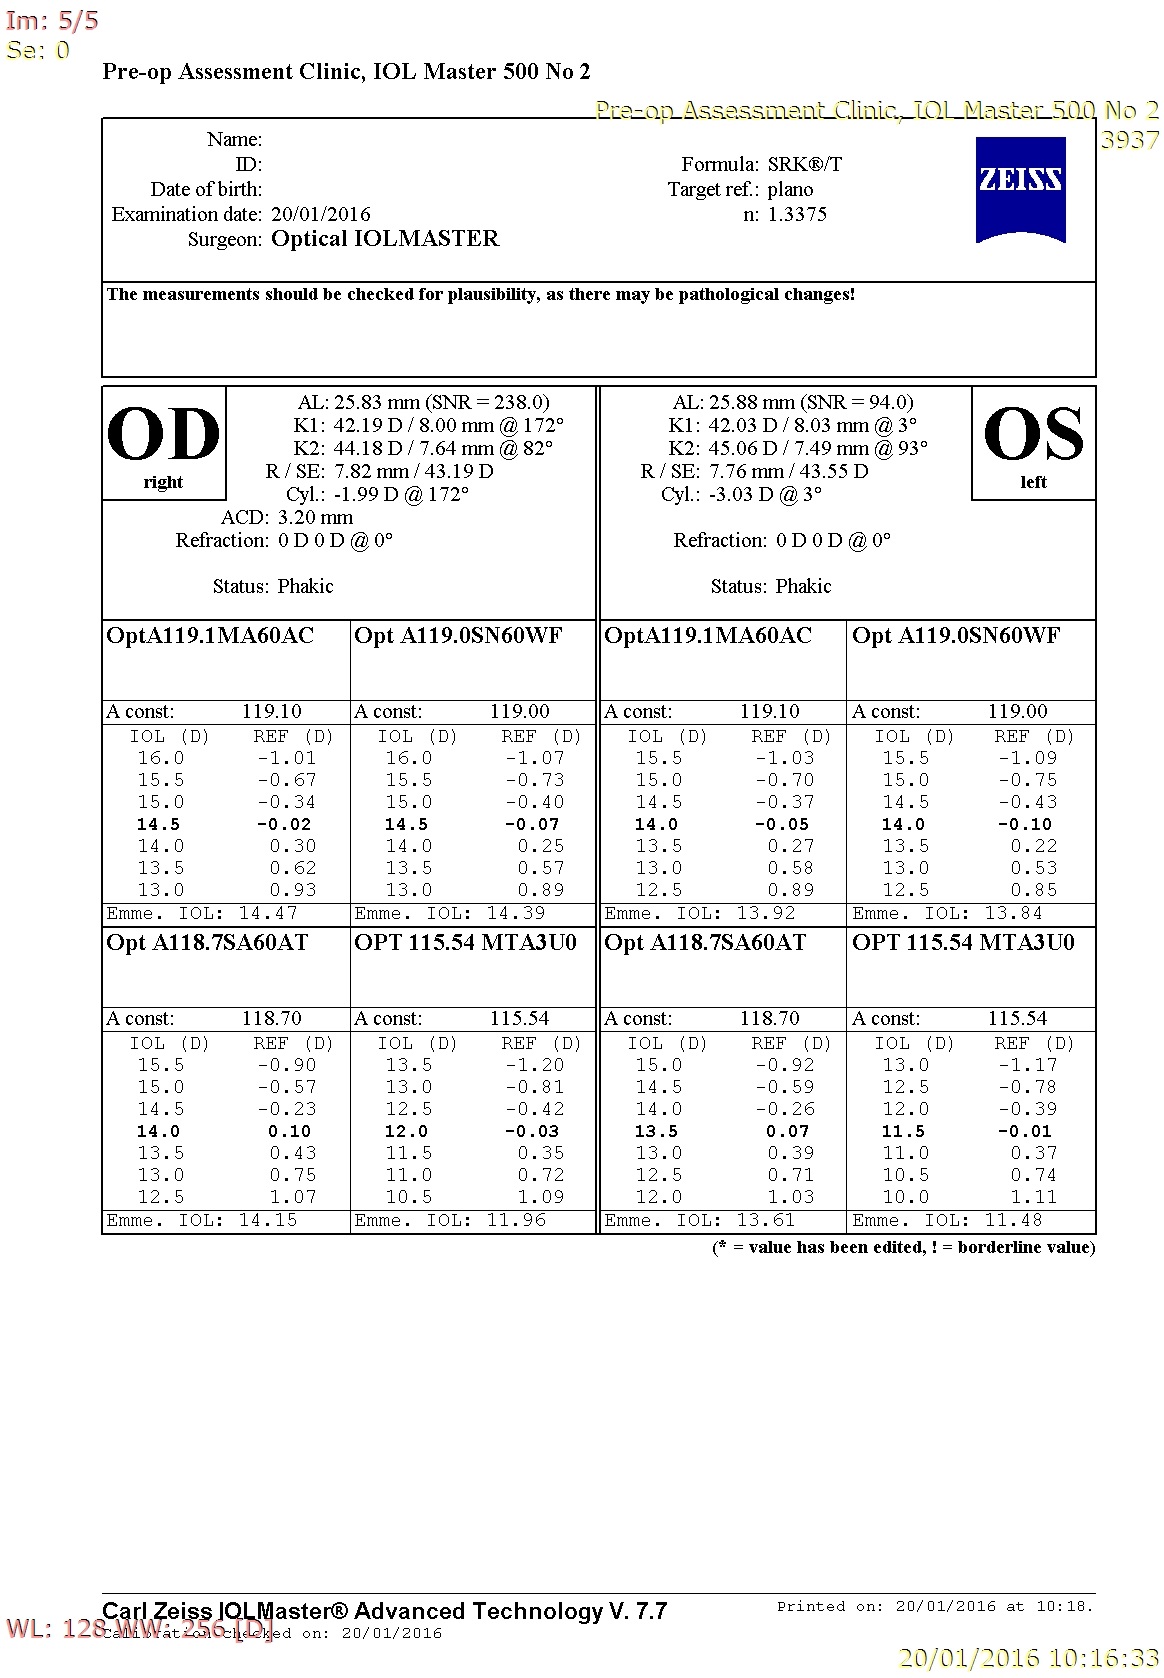 Im: 5/5
Se: 0
Pre-op Assessment Clinic, IOL Master 500 No 2
Pre-op Assessment Clinic, IOL Master 500 No 2
3937
Name:
ID:
Formula: SRK®/T
Date of birth:
Target ref.: plano
Examination date: 20/01/2016
n: 1.3375
Surgeon: Optical IOLMASTER
ZEISS
The measurements should be checked for plausibility, as there may be pathological changes!
OD
right
AL: 25.83 mm (SNR = 238.0)
K1: 42.19 D / 8.00 mm @ 172°
K2: 44.18 D / 7.64 mm @ 82°
R / SE: 7.82 mm / 43.19 D
Cyl.: -1.99 D @ 172°
ACD: 3.20 mm
Refraction: 0 D 0 D @ 0°
Status: Phakic
AL: 25.88 mm (SNR = 94.0)
K1: 42.03 D / 8.03 mm @ 3°
K2: 45.06 D / 7.49 mm @ 93°
R / SE: 7.76 mm / 43.55 D
Cyl.: -3.03 D @ 3°
Refraction: 0 D 0 D @ 0°
Status: Phakic
OS
left
OptA119.1MA60AC Opt A119.0SN60WF OptA119.1MA60AC Opt A119.0SN60WF
A const: 119.10 A const: 119.00 A const: 119.10 A const: 119.00
IOL (D) REF (D) IOL (D) REF (D) IOL (D) REF (D) IOL (D) REF (D)
16.0 -1.01 16.0 -1.07 15.5 -1.03 15.5 -1.09
15.5 -0.67 15.5 -0.73 15.0 -0.70 15.0 -0.75
15.0 -0.34 15.0 -0.40 14.5 -0.37 14.5 -0.43
14.5 -0.02 14.5 -0.07 14.0 -0.05 14.0 -0.10
14.0 0.30 14.0 0.25 13.5 0.27 13.5 0.22
13.5 0.62 13.5 0.57 13.0 0.58 13.0 0.53
13.0 0.93 13.0 0.89 12.5 0.89 12.5 0.85
Emme. IOL: 14.47 Emme. IOL: 14.39 Emme. IOL: 13.92 Emme. IOL: 13.84
Opt A118.7SA60AT OPT 115.54 MTA3U0 Opt A118.7SA60AT OPT 115.54 MTA3U0
A const: 118.70 A const: 115.54 A const: 118.70 A const: 115.54
IOL (D) REF (D) IOL (D) REF (D) IOL (D) REF (D) IOL (D) REF (D)
15.5 -0.90 13.5 -1.20 15.0 -0.92 13.0 -1.17
15.0 -0.57 13.0 -0.81 14.5 -0.59 12.5 -0.78
14.5 -0.23 12.5 -0.42 14.0 -0.26 12.0 -0.39
14.0 0.10 12.0 -0.03 13.5 0.07 11.5 -0.01
13.5 0.43 11.5 0.35 13.0 0.39 11.0 0.37
13.0 0.75 11.0 0.72 12.5 0.71 10.5 0.74
12.5 1.07 10.5 1.09 12.0 1.03 10.0 1.11
Emme. IOL: 14.15 Emme. IOL: 11.96 Emme. IOL: 13.61 Emme. IOL: 11.48
(* = value has been edited, ! = borderline value)
Carl Zeiss IOLMaster® Advanced Technology V. 7.7
Printed on: 20/01/2016 at 10:18.
WL: 128 WW: 256 [D]
Calibration checked on: 20/01/2016
20/01/2016 10:16:33